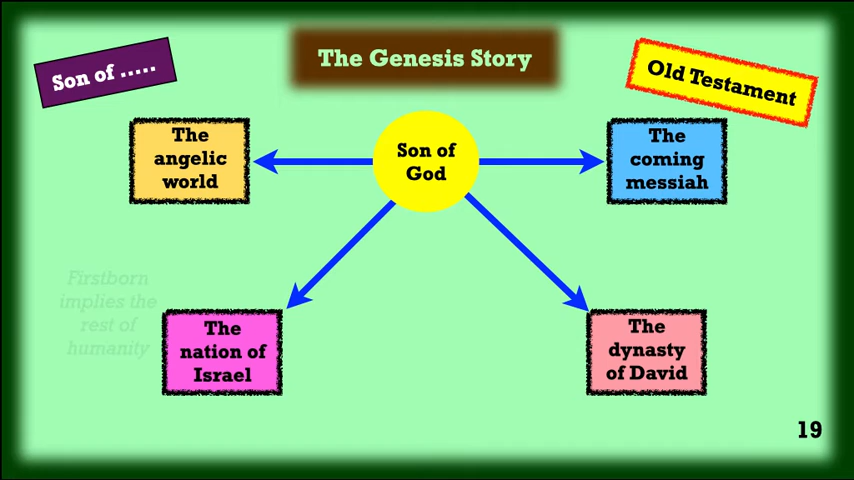 The Genesis Story
Son of .....
Old Testament
The
angelic
world
Son of
God
The
coming
messiah
Firstborn
implies the
rest of
humanity
The
nation of
Israel
The
dynasty
of David
19